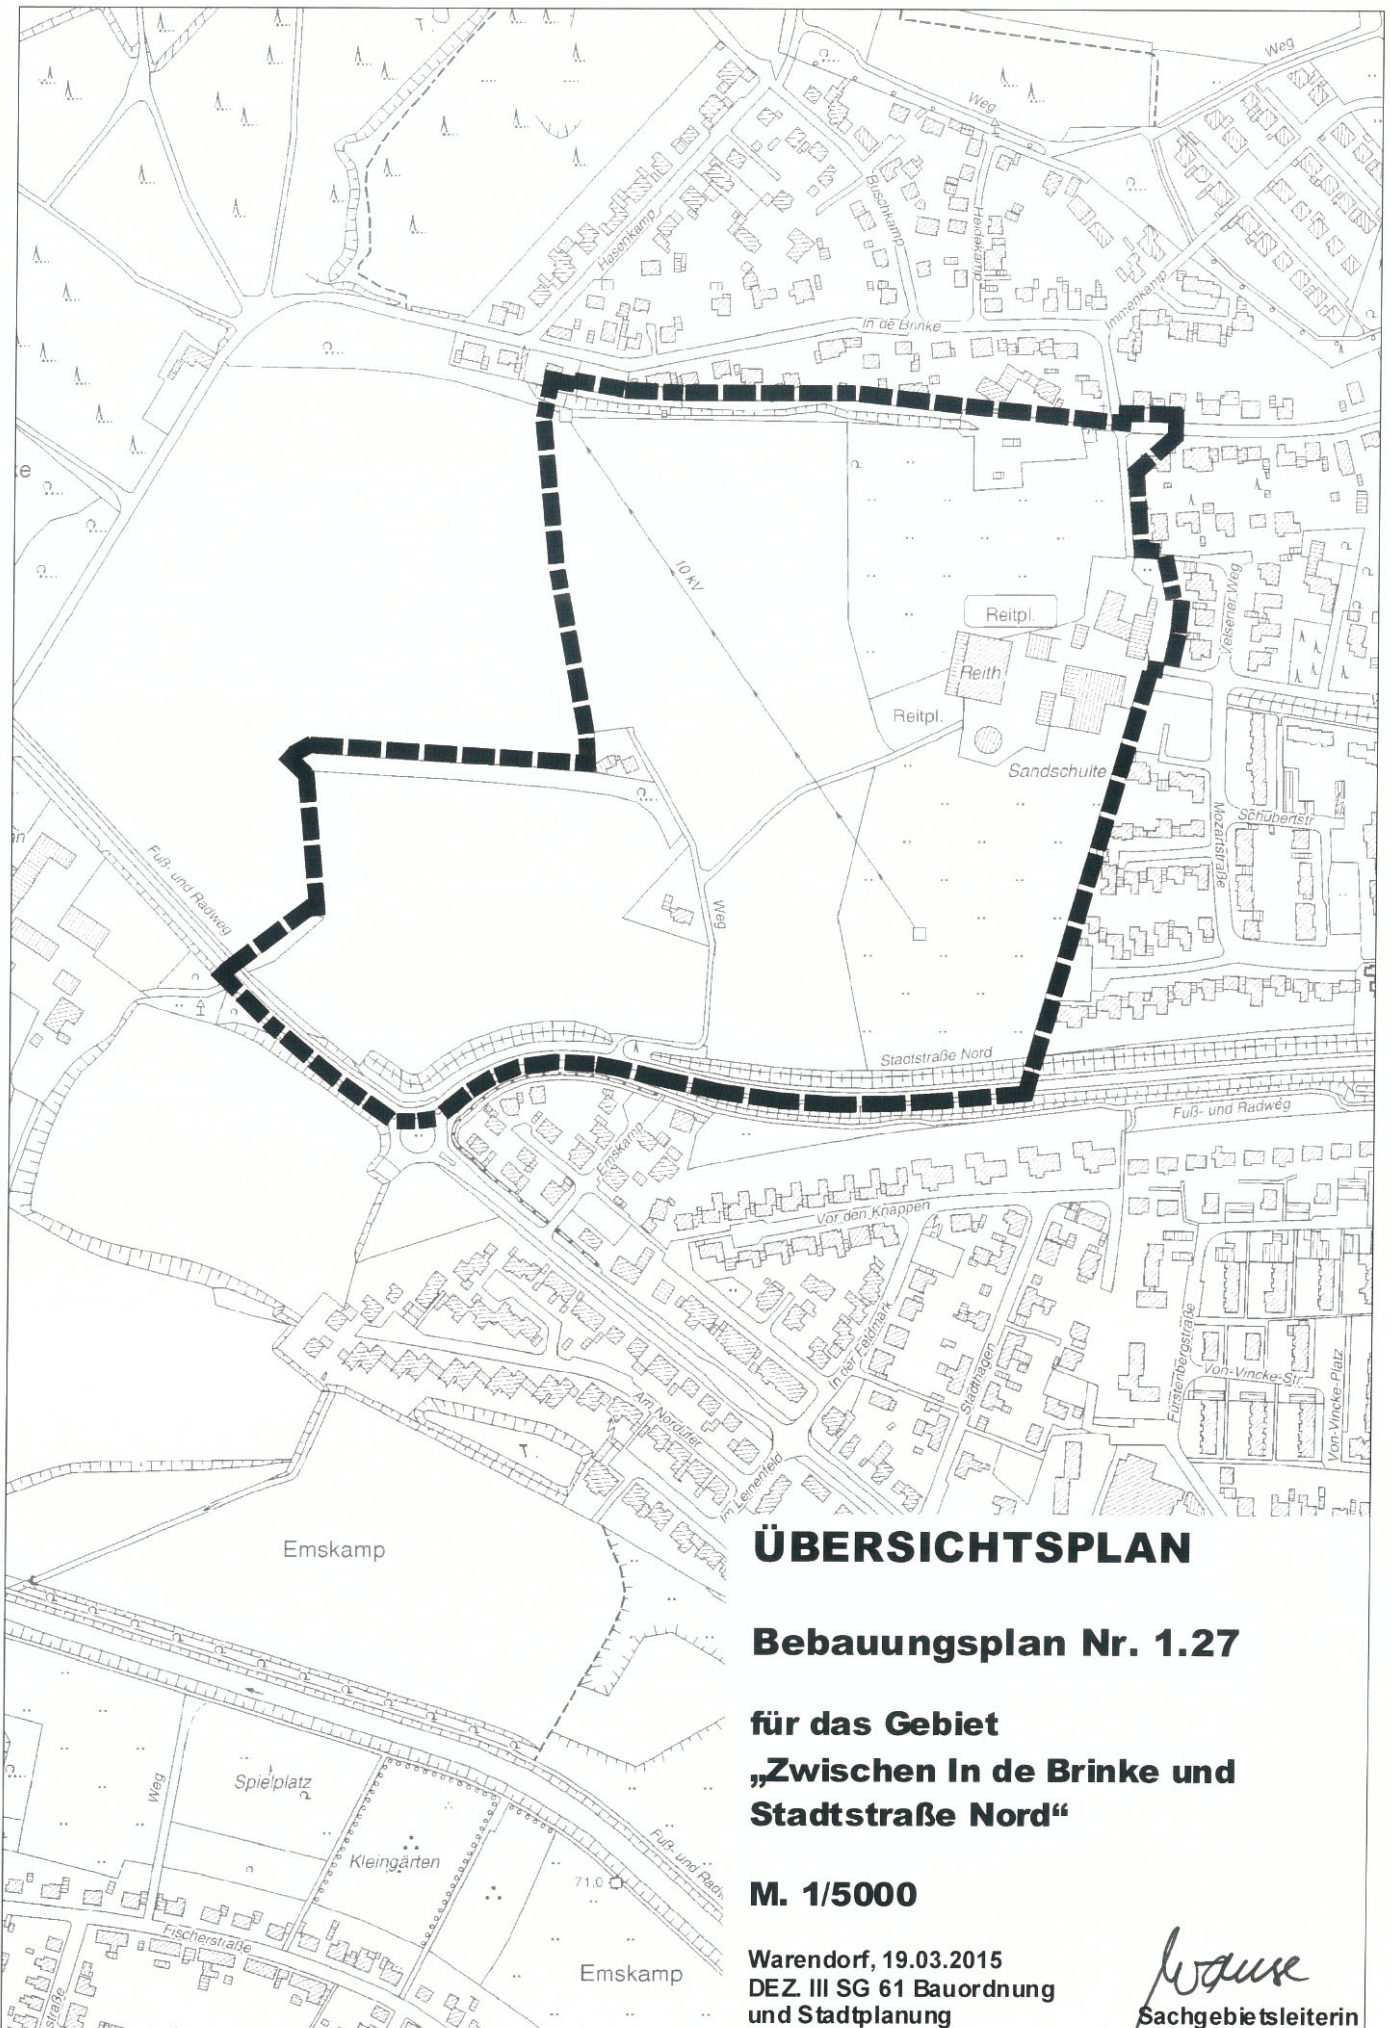 Weg
Weg
Buschkamp
Heidekamp
Hasenkamp
Immenkamp
In de Brinke
10 kV
Velsener Weg
Reitpl.
Reith
Reitpl.
Sandschulte
Mozartstraße
Schubertstr
Fuß- und Radweg
Weg
Stadtstraße Nord
Fuß- und Radweg
Emskamp
Vor den Knappen
In der Feldmark
Stadthagen
Fürstenbergstraße
Von-Vincke-Str.
Von-Vincke-Platz
Am Nordufer
Im Leinenfeld
Emskamp
Weg
Spielplatz
Kleingärten
71.0
Fuß- und Radw
Fischerstraße
straße
Emskamp
ÜBERSICHTSPLAN
Bebauungsplan Nr. 1.27
für das Gebiet
„Zwischen In de Brinke und
Stadtstraße Nord“
M. 1/5000
Warendorf, 19.03.2015
DEZ. III SG 61 Bauordnung
und Stadtplanung
Sachgebietsleiterin